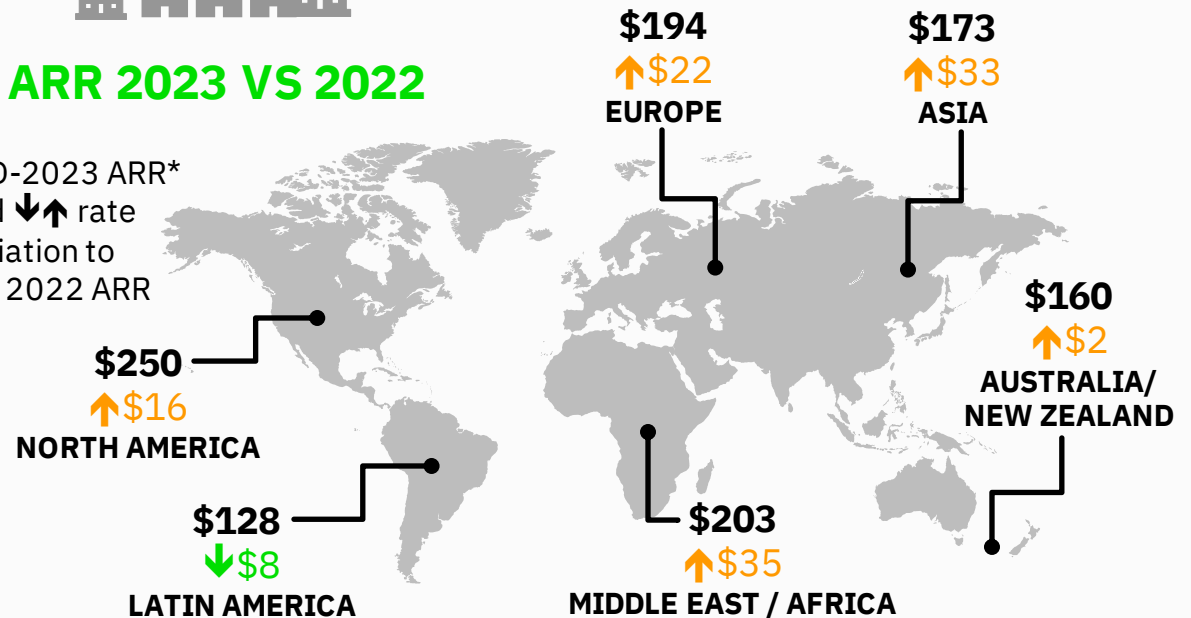 ARR 2023 VS 2022
-2023 ARR*
rate
iation to
2022 ARR
$194
↑$22
EUROPE
$173
↑$33
ASIA
$160
↑$2
AUSTRALIA/
NEW ZEALAND
$250
↑$16
NORTH AMERICA
$128
↓$8
LATIN AMERICA
$203
↑$35
MIDDLE EAST / AFRICA